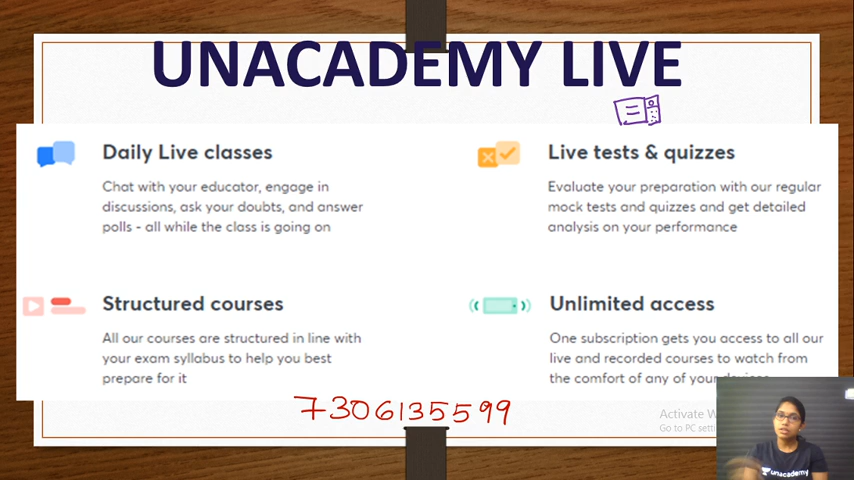 UNACADEMY LIVE
Daily Live classes
Chat with your educator, engage in
discussions, ask your doubts, and answer
polls - all while the class is going on
Live tests & quizzes
Evaluate your preparation with our regular
mock tests and quizzes and get detailed
analysis on your performance
Structured courses
All our courses are structured in line with
your exam syllabus to help you best
prepare for it
Unlimited access
One subscription gets you access to all our
live and recorded courses to watch from
the comfort of any of your devices
7306135599
Activate
Go to PC
unacademy